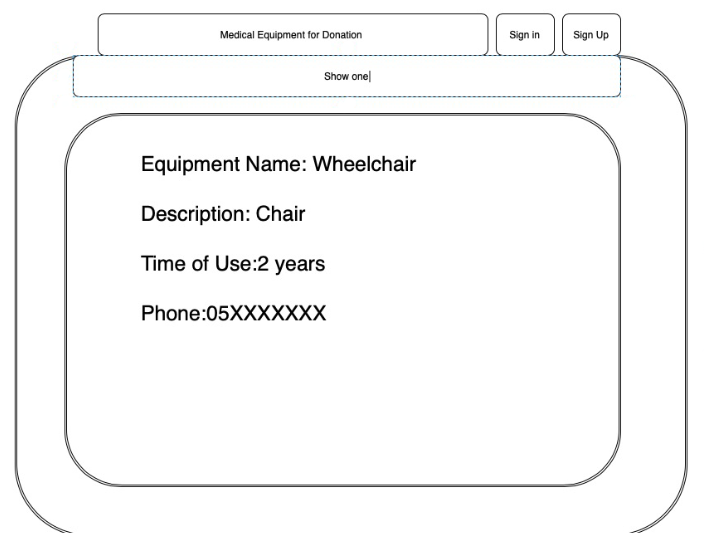 Medical Equipment for Donation
Sign in
Sign Up
Show one
Equipment Name: Wheelchair
Description: Chair
Time of Use:2 years
Phone:05XXXXXXX